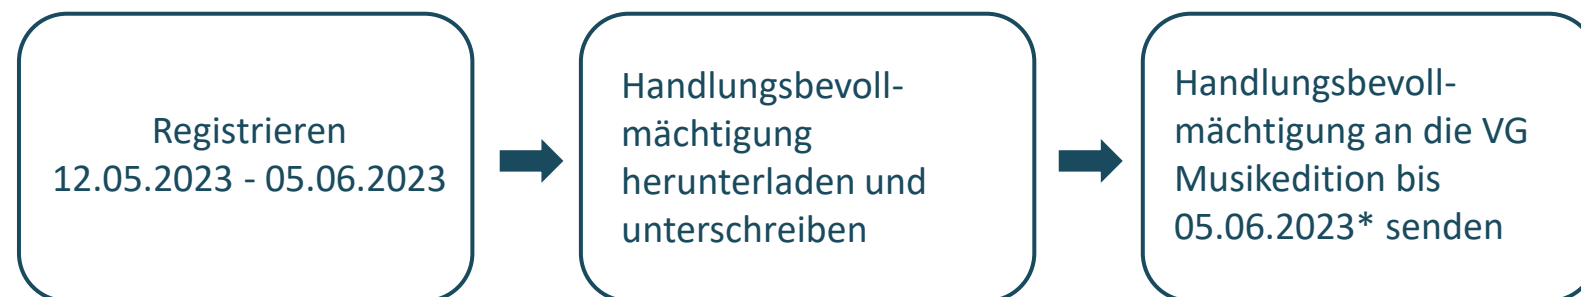 Registrieren
12.05.2023 - 05.06.2023
Handlungsbevoll-
mächtigung
herunterladen und
unterschreiben
Handlungsbevoll-
mächtigung an die VG
Musikedition bis
05.06.2023* senden